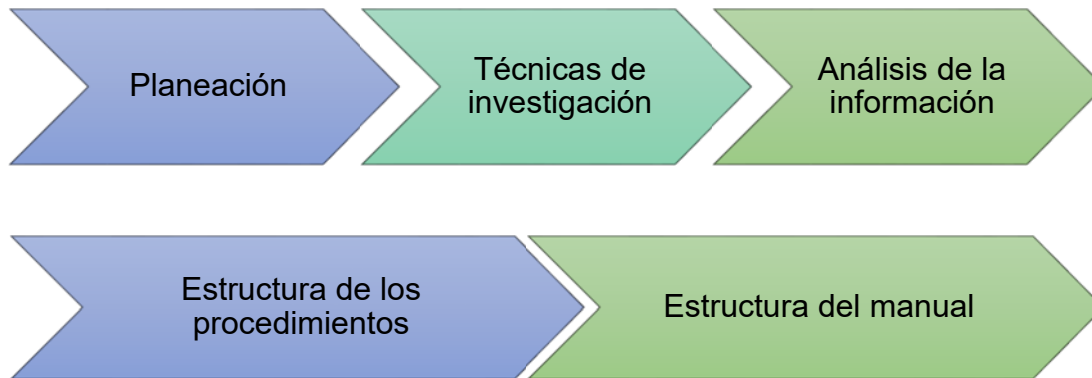 Planeación
Técnicas de
investigación
Análisis de la
información
Estructura de los
procedimientos
Estructura del manual